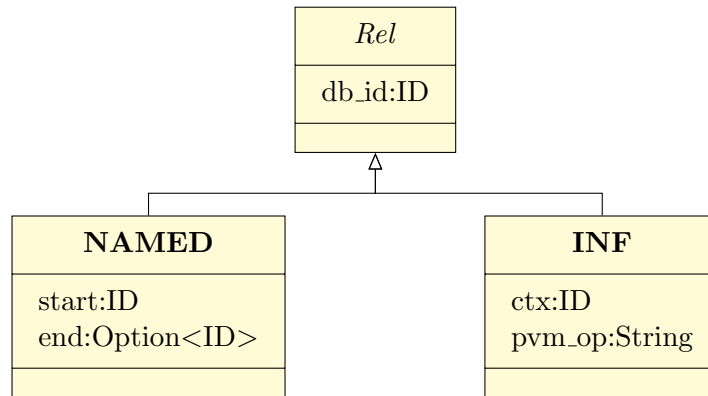 Rel
db_id:ID
NAMED
start:ID
end:Option<ID>
INF
ctx:ID
pvm_op:String